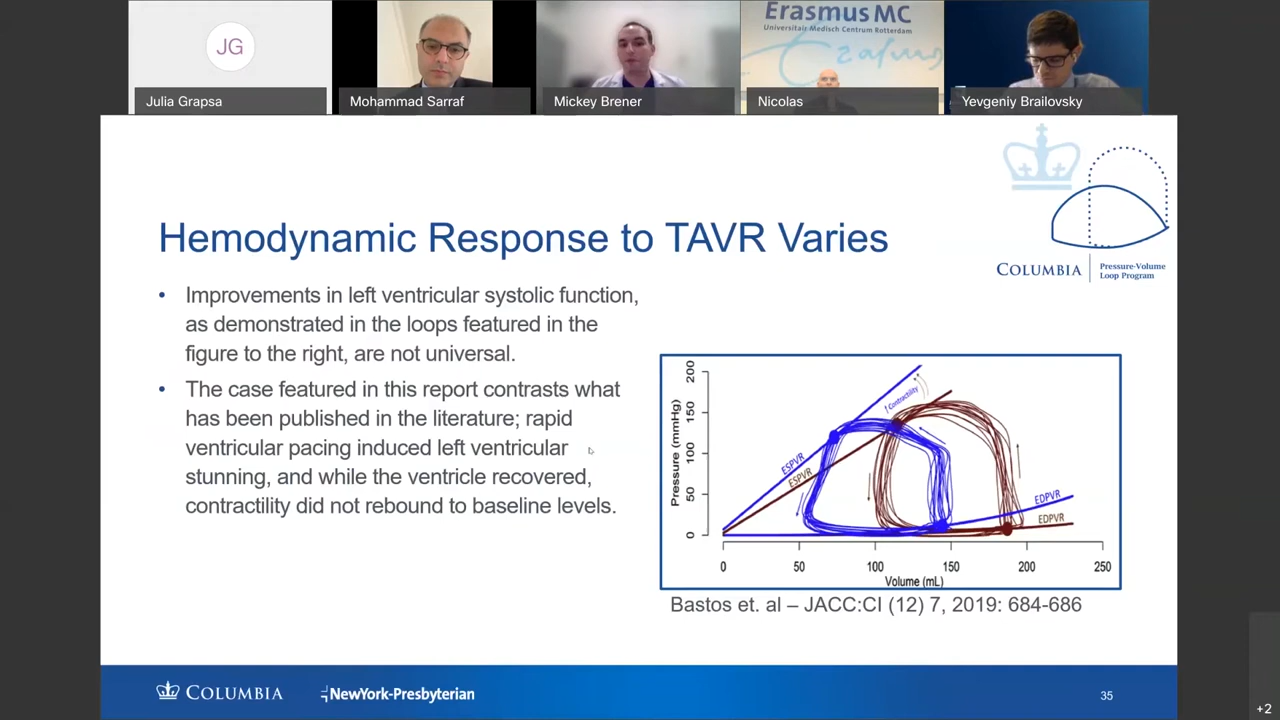 JG
Julia Grapsa
Mohammad Sarraf
Mickey Brener
Erasmus MC
Universitair Medisch Centrum Rotterdam
Erasmus
Nicolas
Yevgeniy Brailovsky
COLUMBIA
Pressure-Volume
Loop Program
Hemodynamic Response to TAVR Varies
• Improvements in left ventricular systolic function,
as demonstrated in the loops featured in the
figure to the right, are not universal.
• The case featured in this report contrasts what
has been published in the literature; rapid
ventricular pacing induced left ventricular
stunning, and while the ventricle recovered,
contractility did not rebound to baseline levels.
Pressure (mmHg)
200
150
100
50
0
↑ Contractility
ESPVR
ESPVR
EDPVR
EDPVR
0 50 100 150 200 250
Volume (mL)
Bastos et. al – JACC:CI (12) 7, 2019: 684-686
COLUMBIA
NewYork-Presbyterian
35
+2